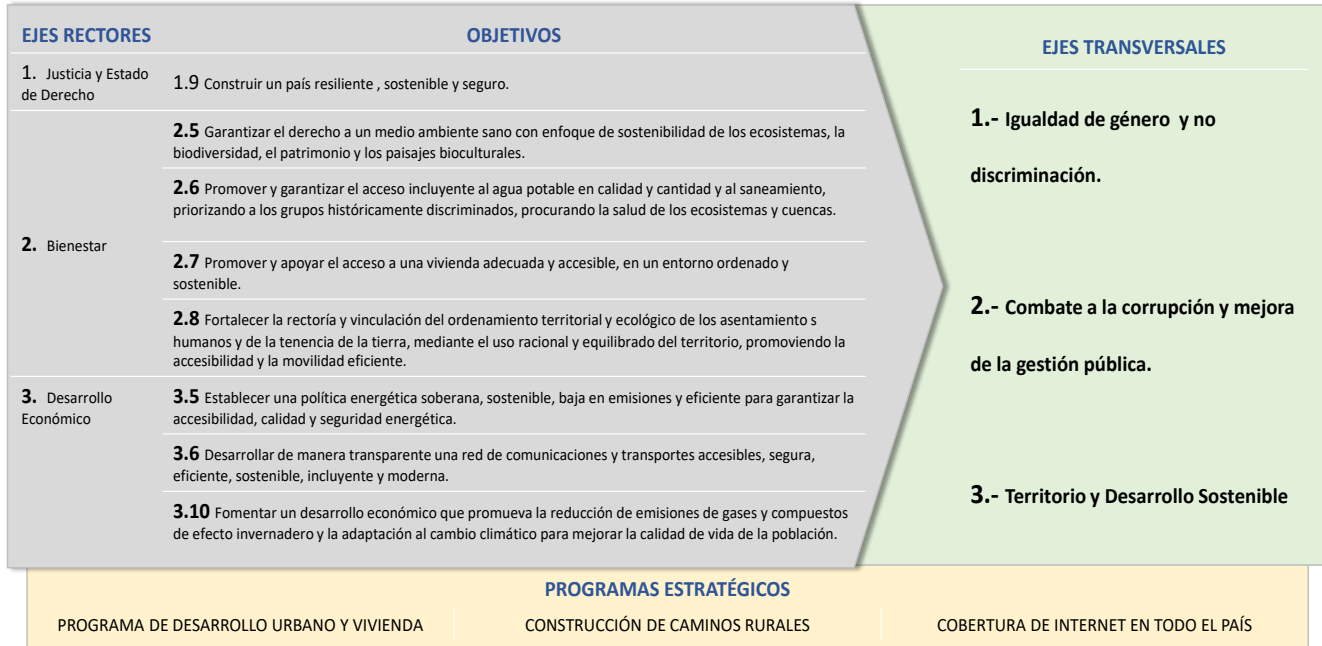 EJES RECTORES
OBJETIVOS
1. Justicia y Estado
de Derecho
1.9 Construir un país resiliente , sostenible y seguro.
2. Bienestar
2.5 Garantizar el derecho a un medio ambiente sano con enfoque de sostenibilidad de los ecosistemas, la
biodiversidad, el patrimonio y los paisajes bioculturales.
2.6 Promover y garantizar el acceso incluyente al agua potable en calidad y cantidad y al saneamiento,
priorizando a los grupos históricamente discriminados, procurando la salud de los ecosistemas y cuencas.
2.7 Promover y apoyar el acceso a una vivienda adecuada y accesible, en un entorno ordenado y
sostenible.
2.8 Fortalecer la rectoría y vinculación del ordenamiento territorial y ecológico de los asentamiento s
humanos y de la tenencia de la tierra, mediante el uso racional y equilibrado del territorio, promoviendo la
accesibilidad y la movilidad eficiente.
3. Desarrollo
Económico
3.5 Establecer una política energética soberana, sostenible, baja en emisiones y eficiente para garantizar la
accesibilidad, calidad y seguridad energética.
3.6 Desarrollar de manera transparente una red de comunicaciones y transportes accesibles, segura,
eficiente, sostenible, incluyente y moderna.
3.10 Fomentar un desarrollo económico que promueva la reducción de emisiones de gases y compuestos
de efecto invernadero y la adaptación al cambio climático para mejorar la calidad de vida de la población.
EJES TRANSVERSALES
1.- Igualdad de género y no
discriminación.
2.- Combate a la corrupción y mejora
de la gestión pública.
3.- Territorio y Desarrollo Sostenible
PROGRAMAS ESTRATÉGICOS
PROGRAMA DE DESARROLLO URBANO Y VIVIENDA
CONSTRUCCIÓN DE CAMINOS RURALES
COBERTURA DE INTERNET EN TODO EL PAÍS